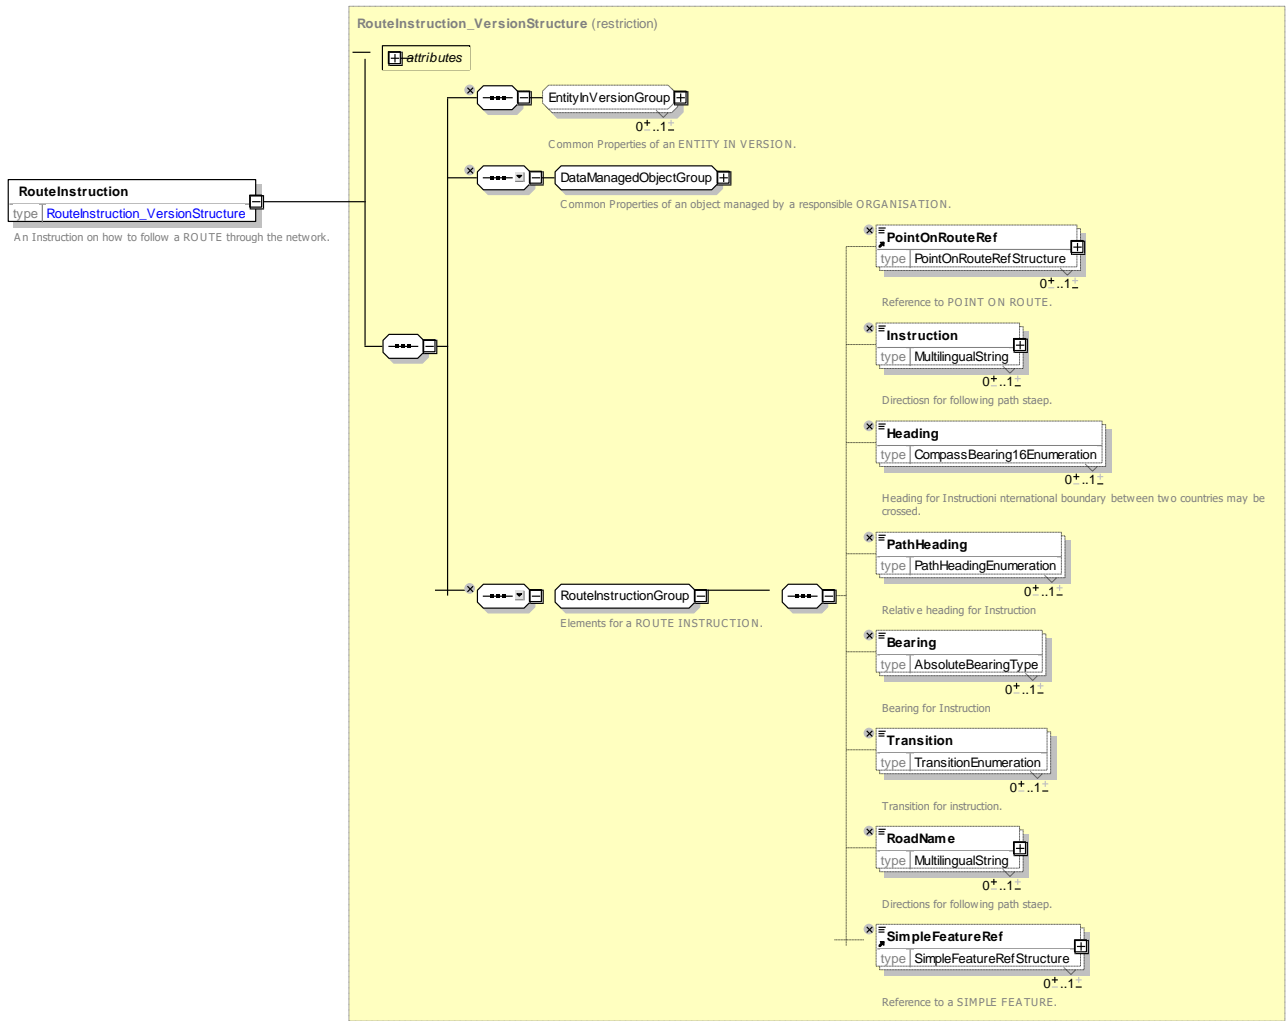 RouteInstruction_VersionStructure (restriction)
attributes
EntityInVersionGroup
0..1
Common Properties of an ENTITY IN VERSION.
DataManagedObjectGroup
Common Properties of an object managed by a responsible ORGANISATION.
RouteInstruction
type RouteInstruction_VersionStructure
An Instruction on how to follow a ROUTE through the network.
PointOnRouteRef
type PointOnRouteRefStructure
0..1
Reference to POINT ON ROUTE.
Instruction
type MultilingualString
0..1
Directiosn for following path staep.
Heading
type CompassBearing16Enumeration
0..1
Heading for Instructioni nternational boundary between two countries may be
crossed.
PathHeading
type PathHeadingEnumeration
0..1
Relative heading for Instruction
RouteInstructionGroup
Elements for a ROUTE INSTRUCTION.
Bearing
type AbsoluteBearingType
0..1
Bearing for Instruction
Transition
type TransitionEnumeration
0..1
Transition for instruction.
RoadName
type MultilingualString
0..1
Directions for following path staep.
SimpleFeatureRef
type SimpleFeatureRefStructure
0..1
Reference to a SIMPLE FEATURE.